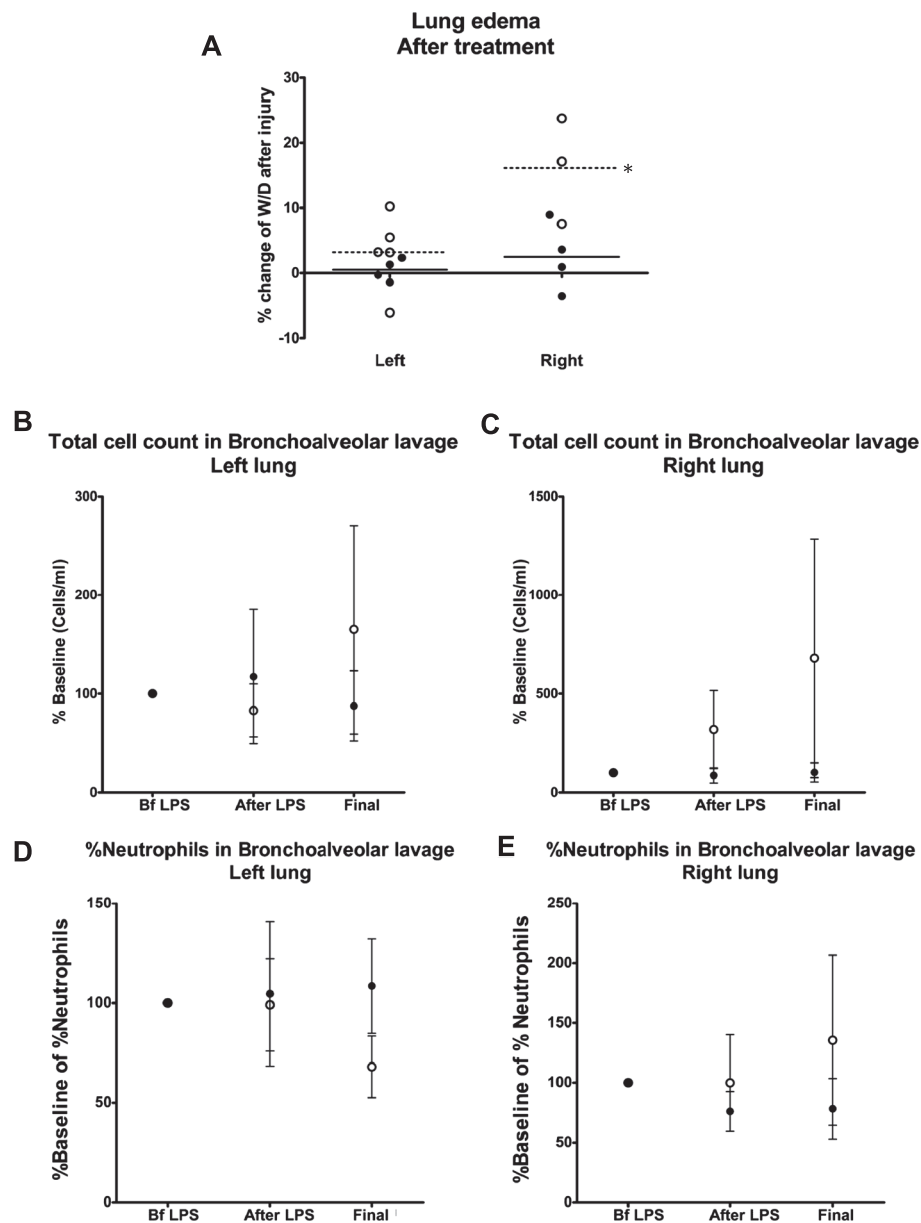 A
Lung edema
After treatment
% change of W/D after injury
30
20
10
0
-10
*
Left
Right
B
Total cell count in Bronchoalveolar lavage
Left lung
% Baseline (Cells/ml)
300
200
100
0
Bf LPS
After LPS
Final
C
Total cell count in Bronchoalveolar lavage
Right lung
% Baseline (Cells/ml)
1500
1000
500
0
Bf LPS
After LPS
Final
D
%Neutrophils in Bronchoalveolar lavage
Left lung
%Baseline of %Neutrophils
150
100
50
0
Bf LPS
After LPS
Final
E
%Neutrophils in Bronchoalveolar lavage
Right lung
%Baseline of % Neutrophils
250
200
150
100
50
0
Bf LPS
After LPS
Final